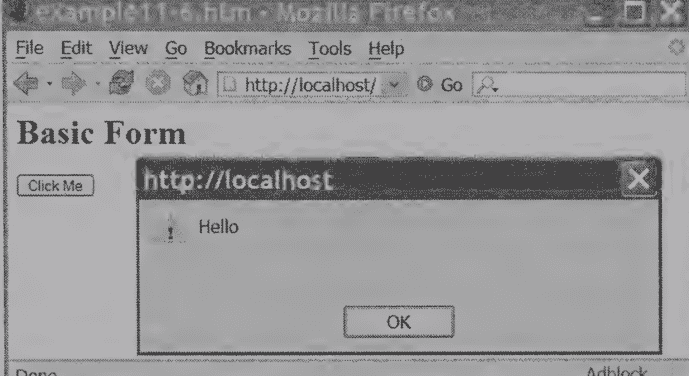 example11-6.htm - Mozilla Firefox
File Edit View Go Bookmarks Tools Help
http://localhost/ Go
Basic Form
Click Me
http://localhost
Hello
OK
Done Adblock